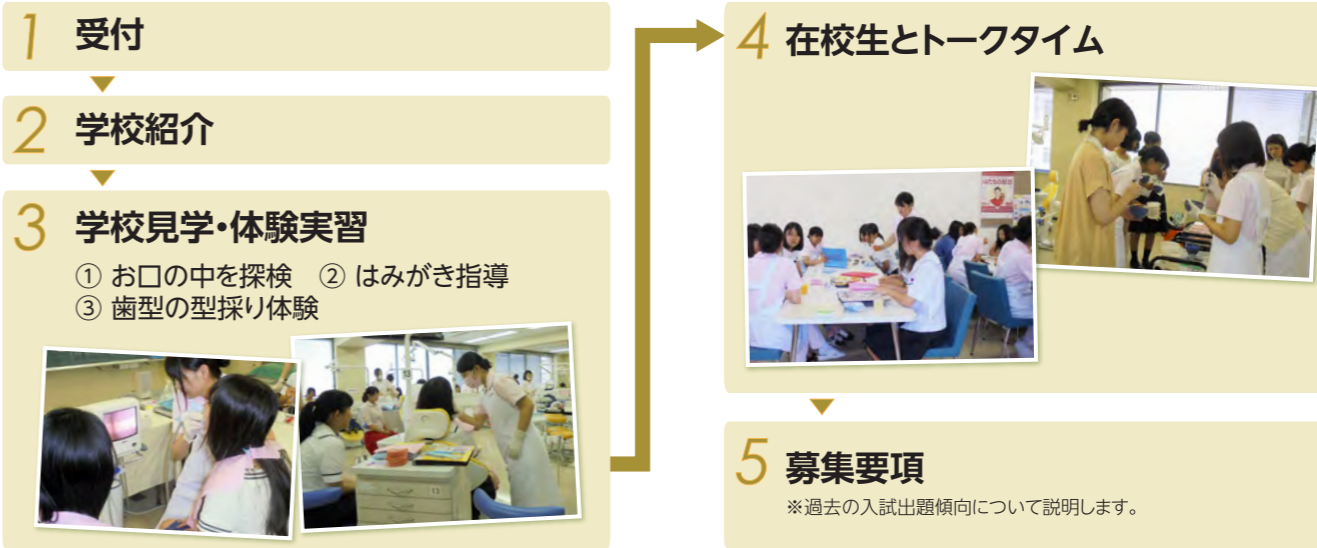 1 受付
2 学校紹介
3 学校見学・体験実習
① お口の中を探検 ② はみがき指導
③ 歯型の型採り体験
4 在校生とトークタイム
5 募集要項
※過去の入試出題傾向について説明します。